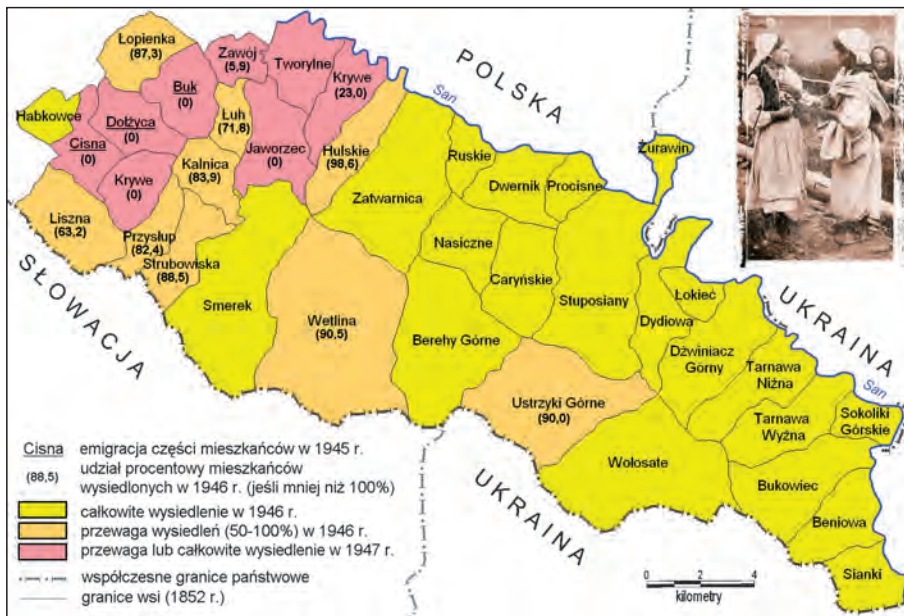 Łopienka
(87,3)
Zawój
(5,9)
Tworylne
Buk
(0)
Krywe
(23,0)
POLSKA
San
Habkowce
Dołżyca
(0)
Łuh
(71,8)
Cisna
(0)
Kalnica
(83,9)
Jaworzec
(0)
Hulskie
(98,6)
Krywe
(0)
Żurawin
Ruskie
Dwernik
Procisne
Zatwarnica
Liszna
(63,2)
Przysłup
(82,4)
Strubowiska
(88,5)
Nasiczne
Caryńskie
SŁOWACJA
Smerek
Wetlina
(90,5)
Berehy Górne
Stuposiany
Łokieć
Dydiowa
UKRAINA
Dźwiniacz
Górny
Tarnawa
Niżna
San
Ustrzyki Górne
(90,0)
Tarnawa
Wyżna
Sokoliki
Górskie
Wołosate
Bukowiec
UKRAINA
Beniowa
Sianki
Cisna emigracja części mieszkańców w 1945 r.
(88,5) udział procentowy mieszkańców
wysiedlonych w 1946 r. (jeśli mniej niż 100%)
całkowite wysiedlenie w 1946 r.
przewaga wysiedleń (50-100%) w 1946 r.
przewaga lub całkowite wysiedlenie w 1947 r.
współczesne granice państwowe
granice wsi (1852 r.)
0 2 4
kilometry